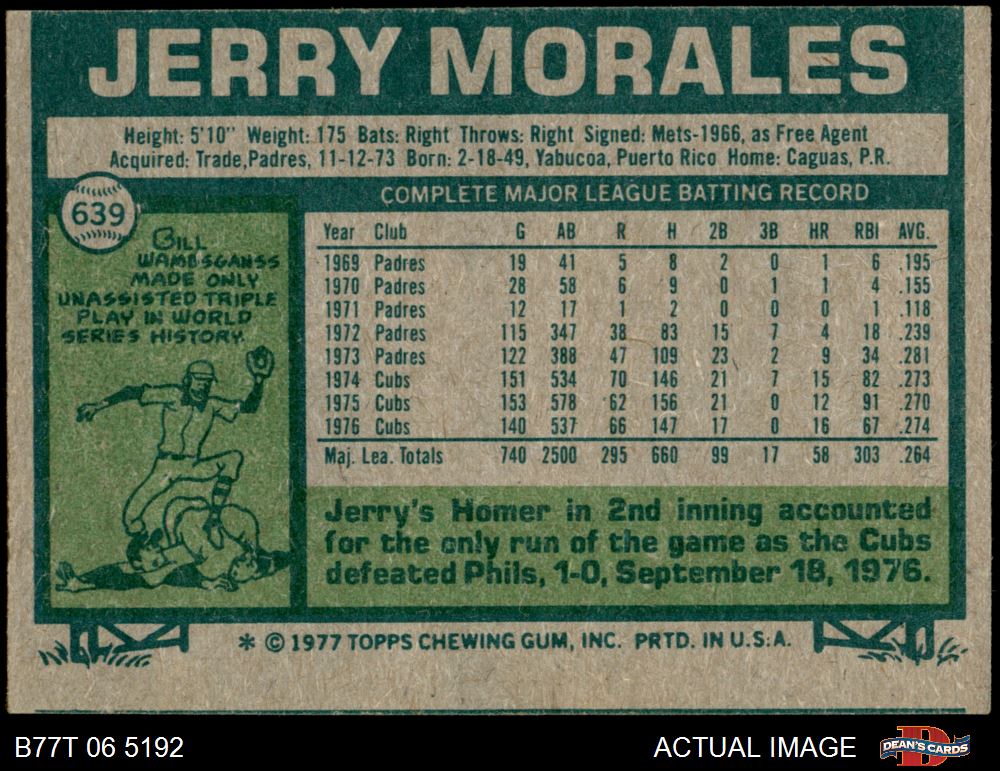 JERRY MORALES
Height: 5'10" Weight: 175 Bats: Right Throws: Right Signed: Mets-1966, as Free Agent
Acquired: Trade,Padres, 11-12-73 Born: 2-18-49, Yabucoa, Puerto Rico Home: Caguas, P.R.
639
BILL
WAMBSGANSS
MADE ONLY
UNASSISTED TRIPLE
PLAY IN WORLD
SERIES HISTORY.
COMPLETE MAJOR LEAGUE BATTING RECORD
Year Club G AB R H 2B 3B HR RBI AVG.
1969 Padres 19 41 5 8 2 0 1 6 .195
1970 Padres 28 58 6 9 0 1 1 4 .155
1971 Padres 12 17 1 2 0 0 0 1 .118
1972 Padres 115 347 38 83 15 7 4 18 .239
1973 Padres 122 388 47 109 23 2 9 34 .281
1974 Cubs 151 534 70 146 21 7 15 82 .273
1975 Cubs 153 578 62 156 21 0 12 91 .270
1976 Cubs 140 537 66 147 17 0 16 67 .274
Maj. Lea. Totals 740 2500 295 660 99 17 58 303 .264
Jerry's Homer in 2nd inning accounted
for the only run of the game as the Cubs
defeated Phils, 1-0, September 18, 1976.
* © 1977 TOPPS CHEWING GUM, INC. PRTD. IN U.S.A.
B77T 06 5192
ACTUAL IMAGE
DEAN'S CARDS